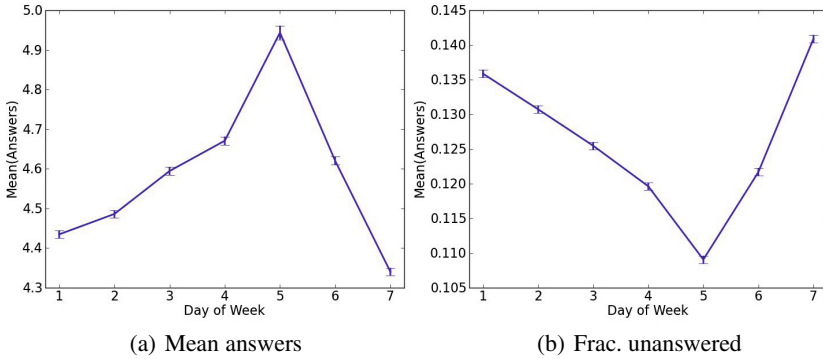 5.0
4.9
4.8
4.7
4.6
4.5
4.4
4.3
Mean(Answers)
1 2 3 4 5 6 7
Day of Week
(a) Mean answers
0.145
0.140
0.135
0.130
0.125
0.120
0.115
0.110
0.105
Mean(Answers)
1 2 3 4 5 6 7
Day of Week
(b) Frac. unanswered